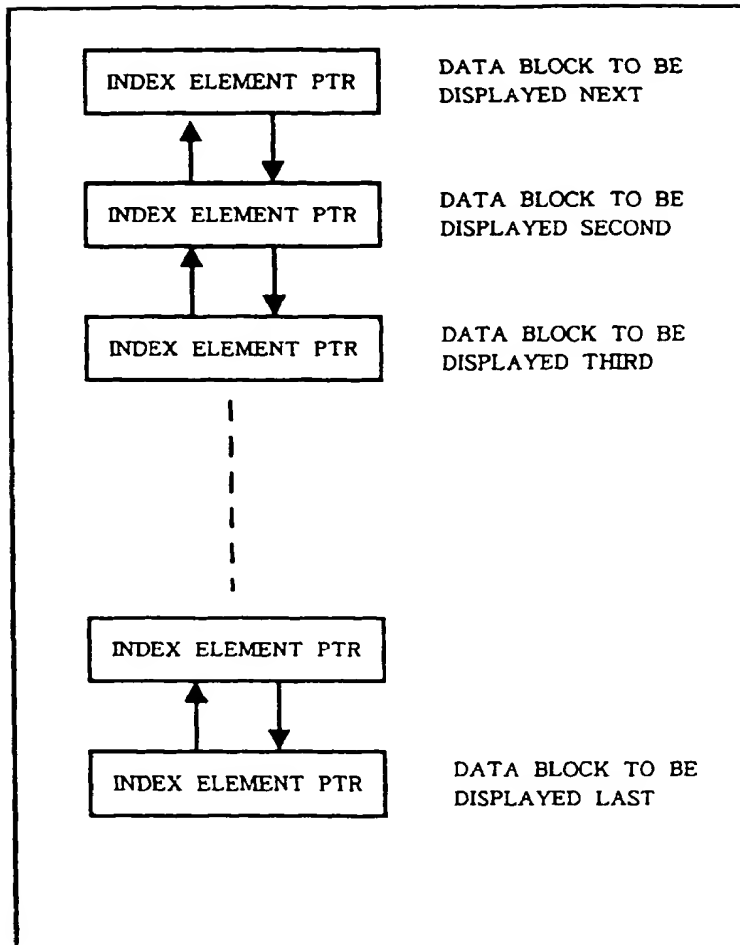 INDEX ELEMENT PTR
DATA BLOCK TO BE
DISPLAYED NEXT
INDEX ELEMENT PTR
DATA BLOCK TO BE
DISPLAYED SECOND
INDEX ELEMENT PTR
DATA BLOCK TO BE
DISPLAYED THIRD
INDEX ELEMENT PTR
INDEX ELEMENT PTR
DATA BLOCK TO BE
DISPLAYED LAST